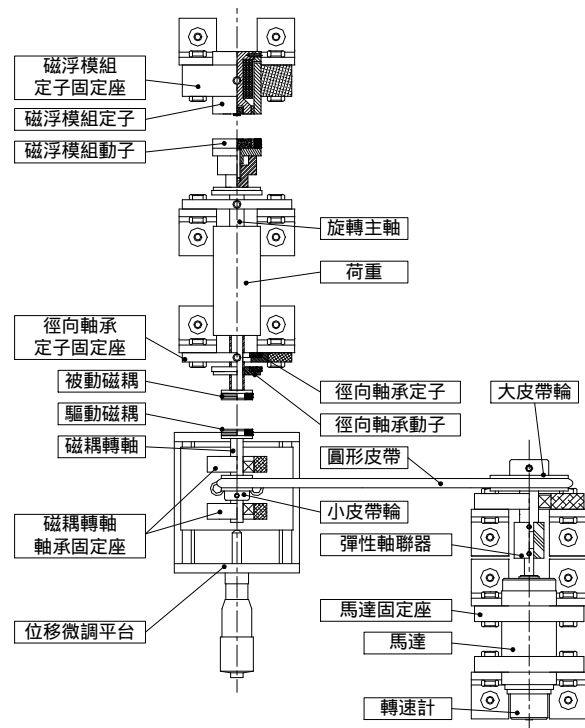 磁浮模組
定子固定座
磁浮模組定子
磁浮模組動子
旋轉主軸
荷重
徑向軸承
定子固定座
被動磁耦
徑向軸承定子
大皮帶輪
驅動磁耦
徑向軸承動子
磁耦轉軸
圓形皮帶
磁耦轉軸
軸承固定座
小皮帶輪
彈性軸聯器
馬達固定座
位移微調平台
馬達
轉速計